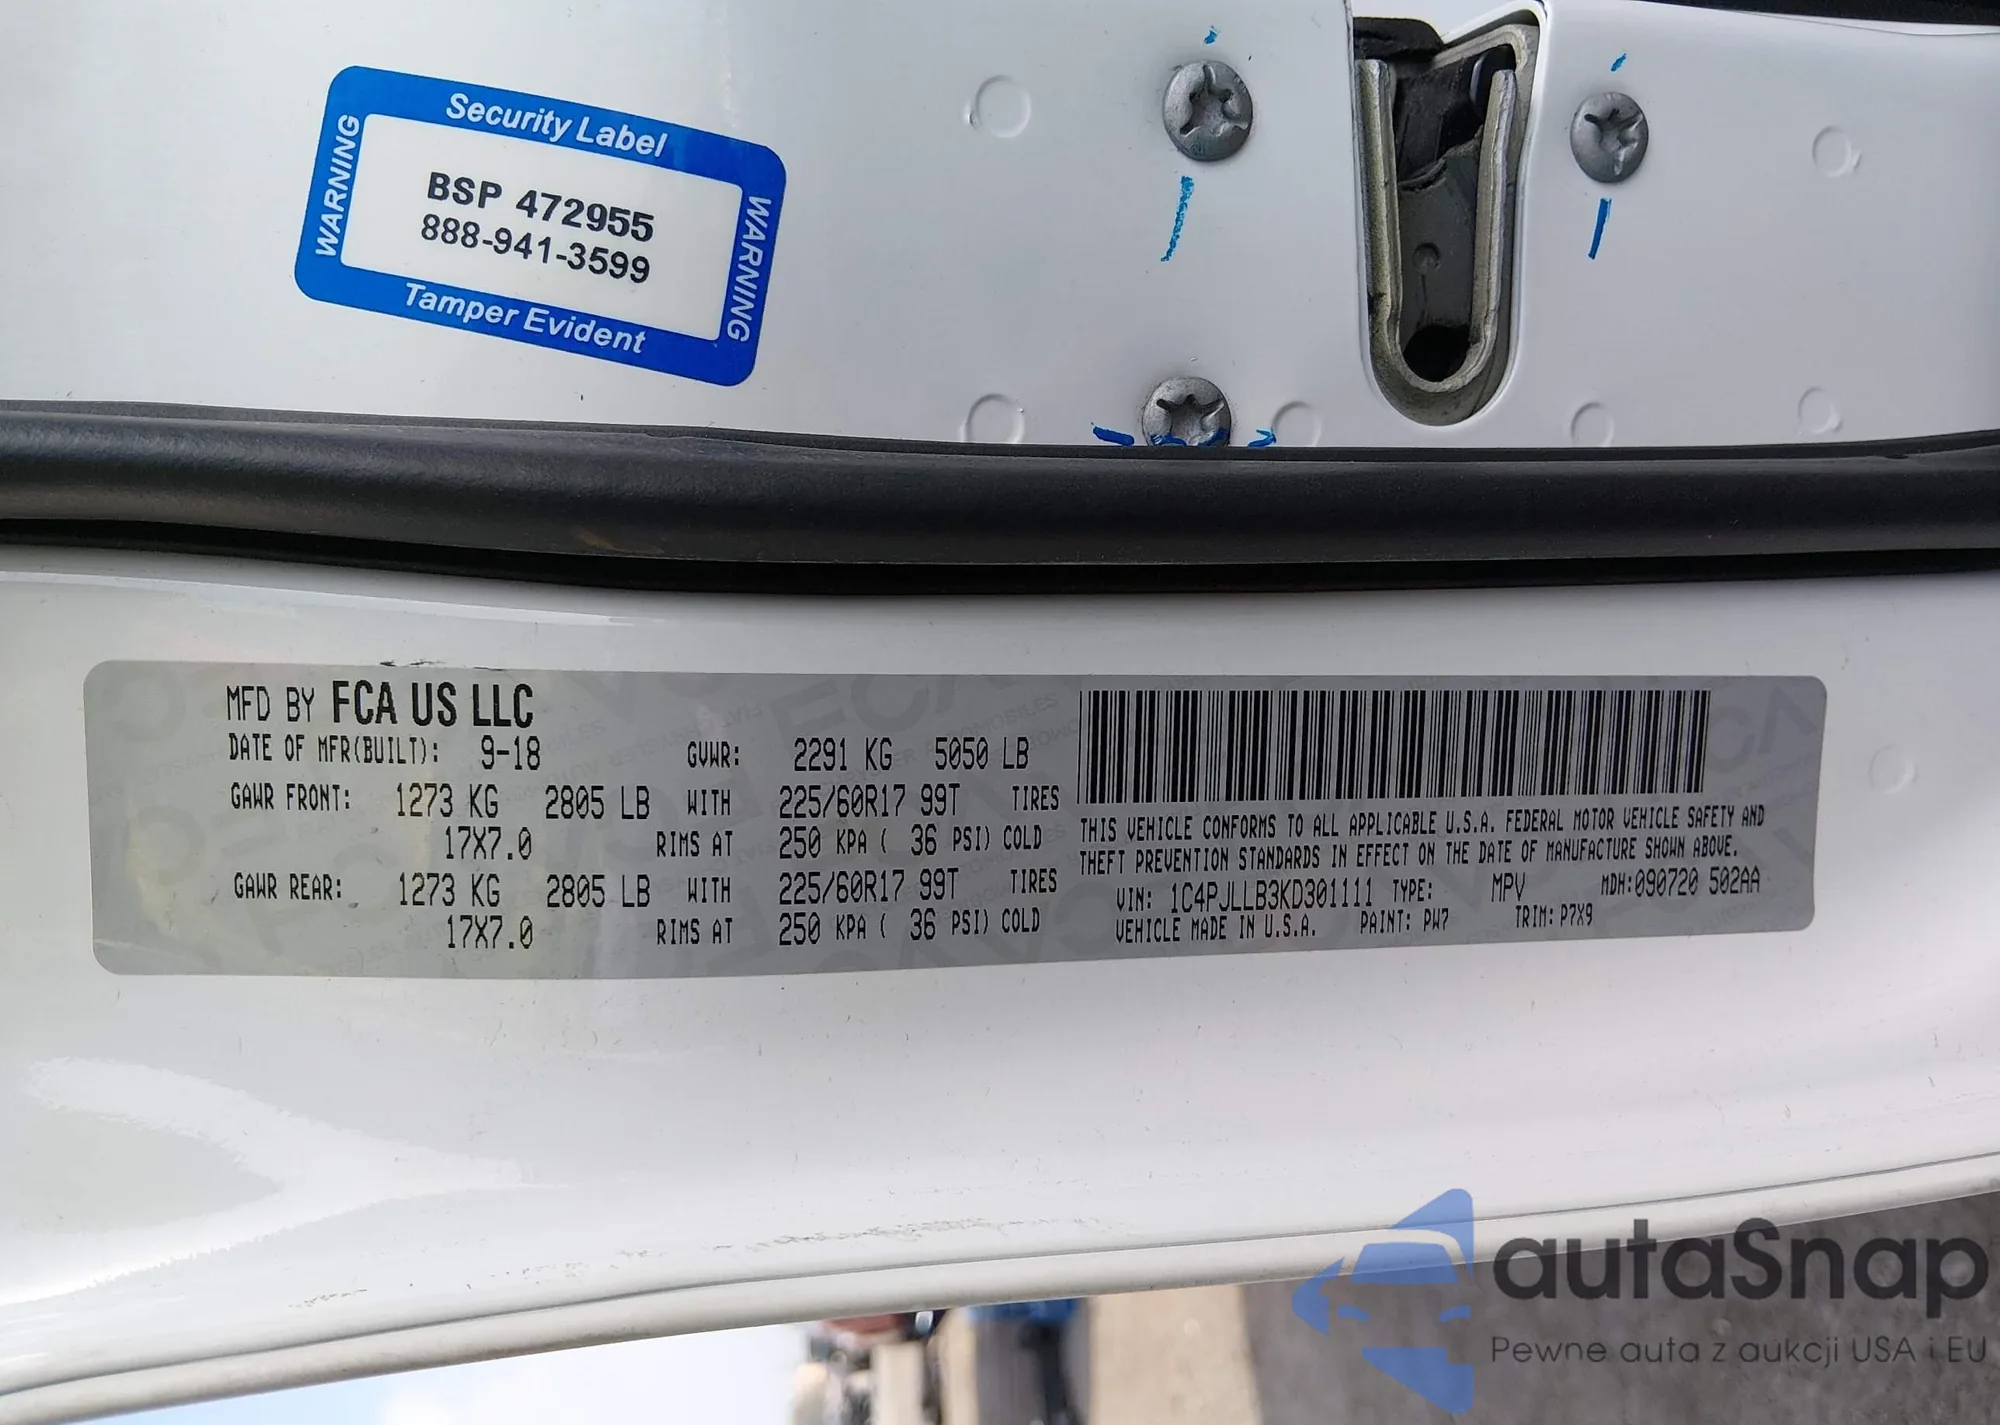 Security Label
WARNING
BSP 472955
888-941-3599
WARNING
Tamper Evident
MFD BY FCA US LLC
DATE OF MFR(BUILT): 9-18 GVWR: 2291 KG 5050 LB
GAWR FRONT: 1273 KG 2805 LB WITH 225/60R17 99T TIRES
17X7.0 RIMS AT 250 KPA ( 36 PSI) COLD
GAWR REAR: 1273 KG 2805 LB WITH 225/60R17 99T TIRES
17X7.0 RIMS AT 250 KPA ( 36 PSI) COLD
THIS VEHICLE CONFORMS TO ALL APPLICABLE U.S.A. FEDERAL MOTOR VEHICLE SAFETY AND
THEFT PREVENTION STANDARDS IN EFFECT ON THE DATE OF MANUFACTURE SHOWN ABOVE.
VIN: 1C4PJLLB3KD301111 TYPE: MPV MDH:090720 502AA
VEHICLE MADE IN U.S.A. PAINT: PW7 TRIM: P7X9
autaSnap
Pewne auta z aukcji USA i EU